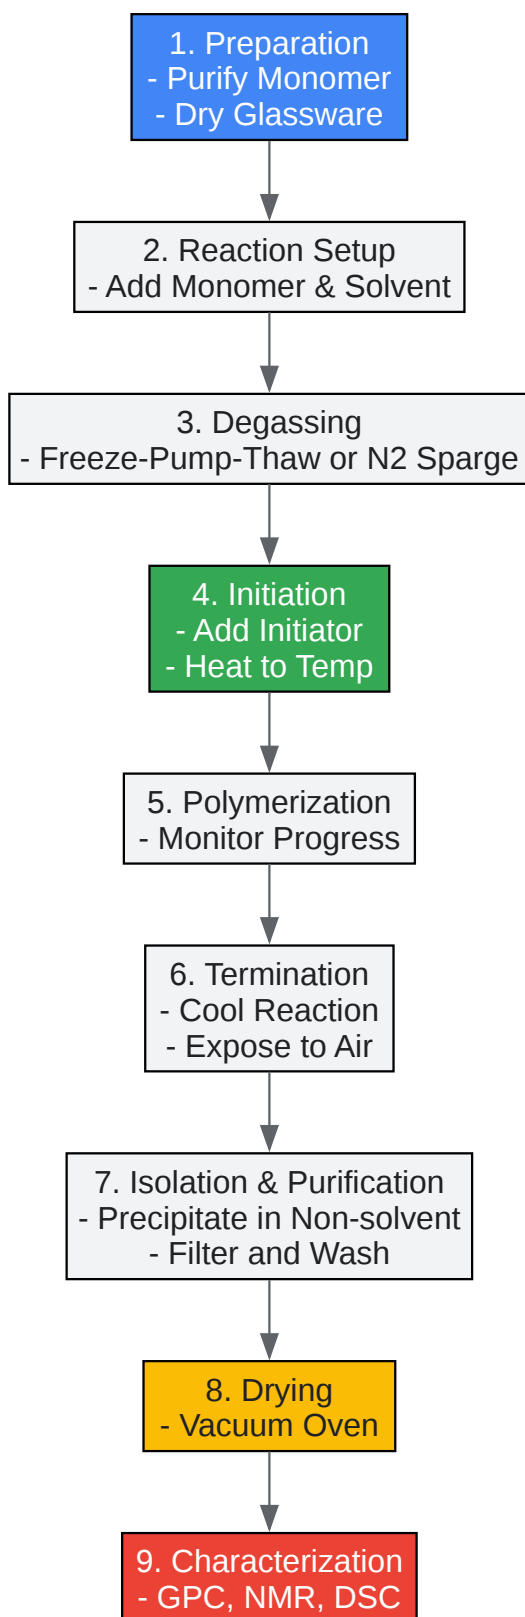 1. Preparation
- Purify Monomer
- Dry Glassware
2. Reaction Setup
- Add Monomer & Solvent
3. Degassing
- Freeze-Pump-Thaw or N2 Sparge
4. Initiation
- Add Initiator
- Heat to Temp
5. Polymerization
- Monitor Progress
6. Termination
- Cool Reaction
- Expose to Air
7. Isolation & Purification
- Precipitate in Non-solvent
- Filter and Wash
8. Drying
- Vacuum Oven
9. Characterization
- GPC, NMR, DSC